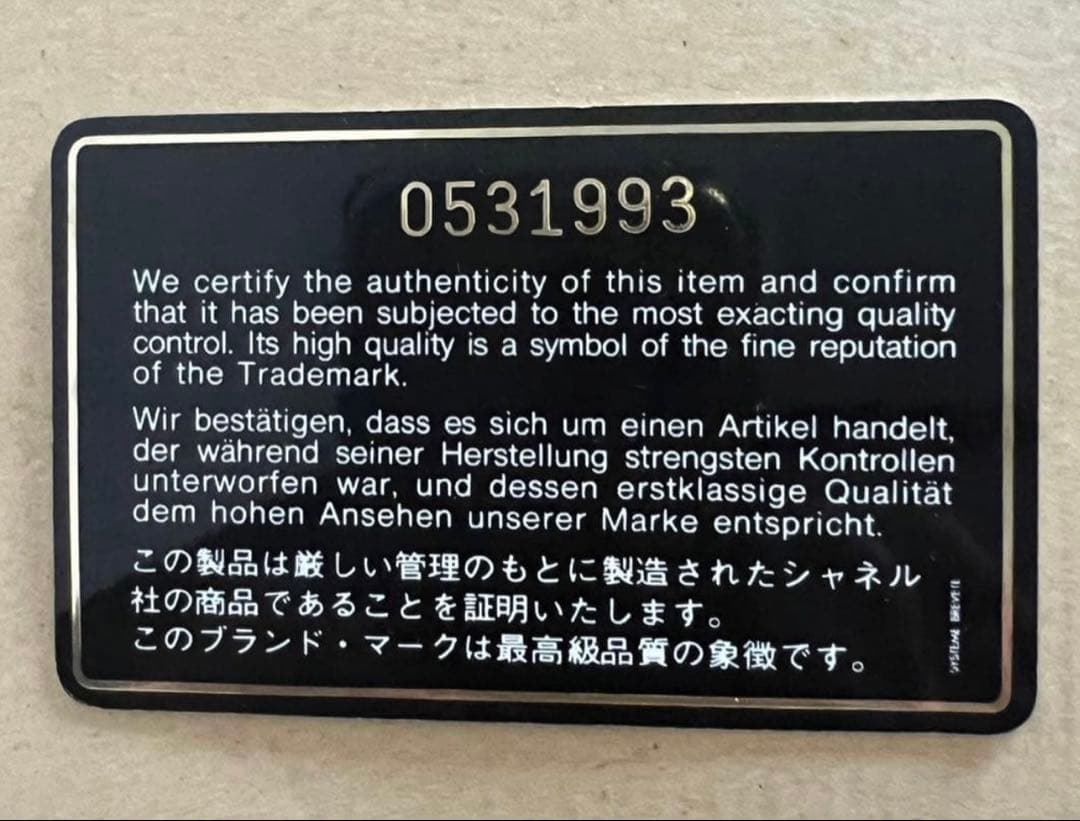 0531993
We certify the authenticity of this item and confirm
that it has been subjected to the most exacting quality
control. Its high quality is a symbol of the fine reputation
of the Trademark.
Wir bestätigen, dass es sich um einen Artikel handelt,
der während seiner Herstellung strengsten Kontrollen
unterworfen war, und dessen erstklassige Qualität
dem hohen Ansehen unserer Marke entspricht.
この製品は厳しい管理のもとに製造されたシャネル
社の商品であることを証明いたします。
このブランド・マークは最高級品質の象徴です。
SYSTEME BREVETE